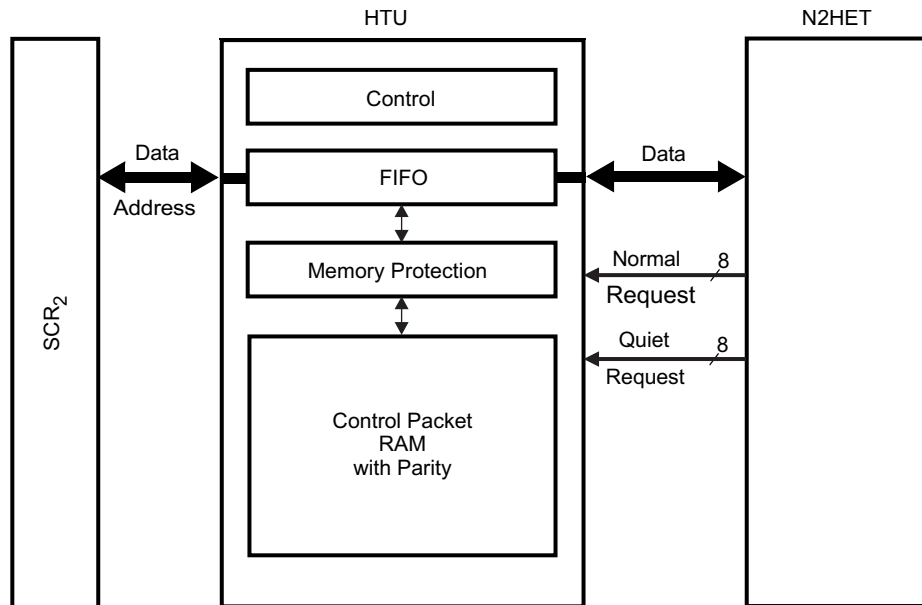 HTU
N2HET
Control
Data
Address
FIFO
Data
Memory Protection
Normal 8
Request
Quiet 8
Request
SCR2
Control Packet
RAM
with Parity